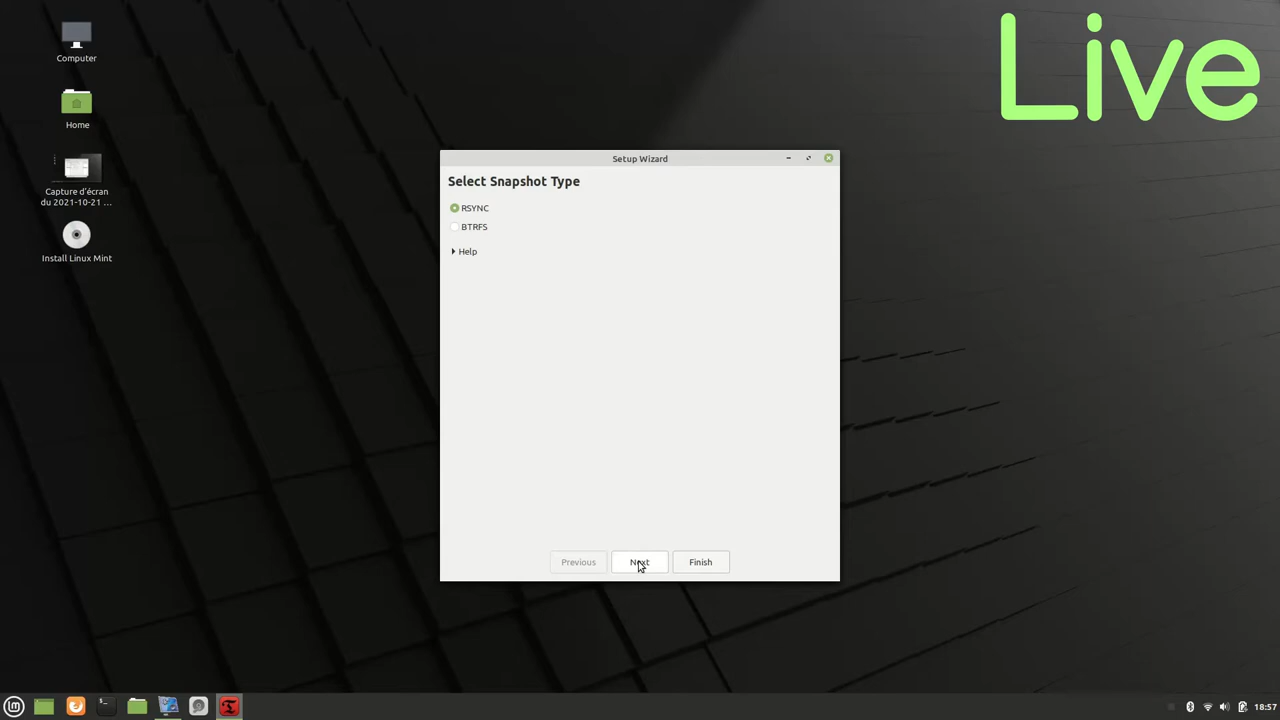 Live
Computer
Home
Capture d'écran
du 2021-10-21 ...
Install Linux Mint
Setup Wizard
Select Snapshot Type
RSYNC
BTRFS
Help
Previous
Next
Finish
18:57